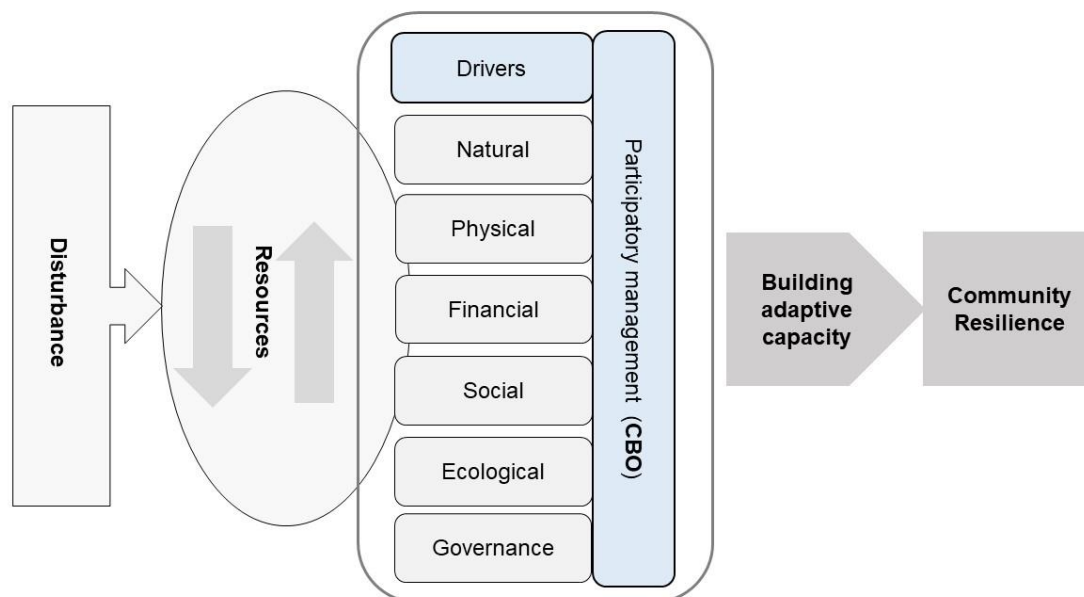 Disturbance
Resources
Drivers
Natural
Physical
Financial
Social
Ecological
Governance
Participatory management (CBO)
Building
adaptive
capacity
Community
Resilience